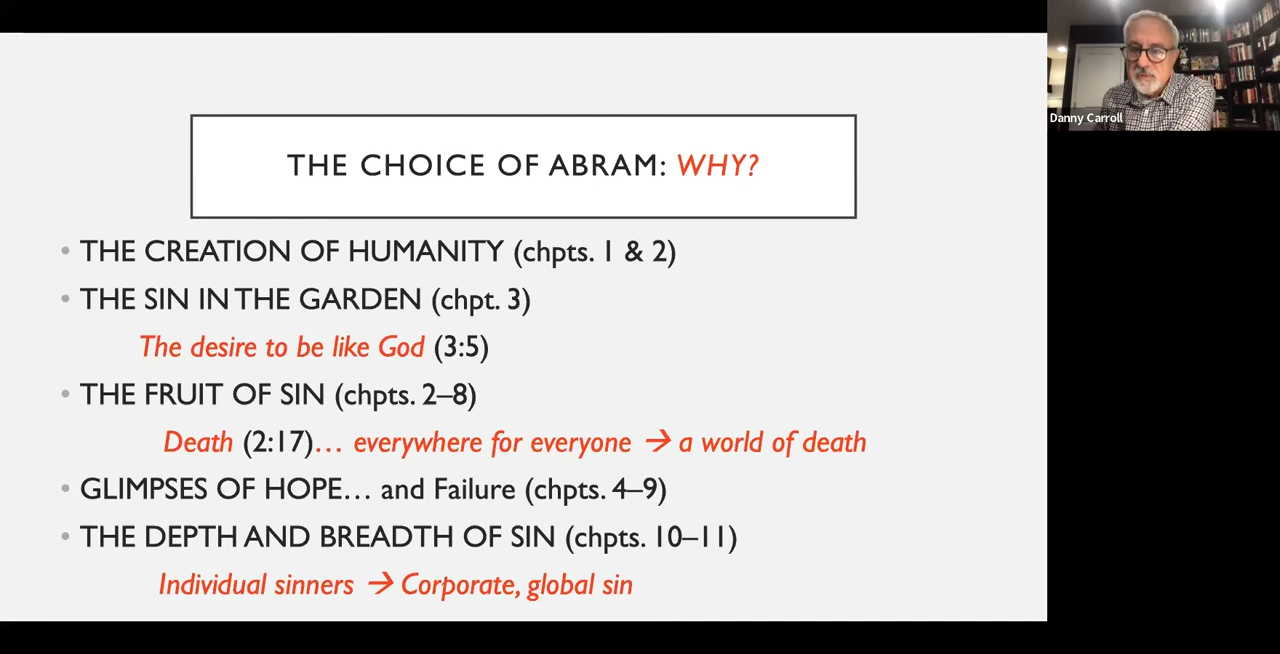 THE CHOICE OF ABRAM: WHY?
• THE CREATION OF HUMANITY (chpts. 1 & 2)
• THE SIN IN THE GARDEN (chpt. 3)
The desire to be like God (3:5)
• THE FRUIT OF SIN (chpts. 2–8)
Death (2:17)… everywhere for everyone → a world of death
• GLIMPSES OF HOPE… and Failure (chpts. 4–9)
• THE DEPTH AND BREADTH OF SIN (chpts. 10–11)
Individual sinners → Corporate, global sin
Danny Carroll